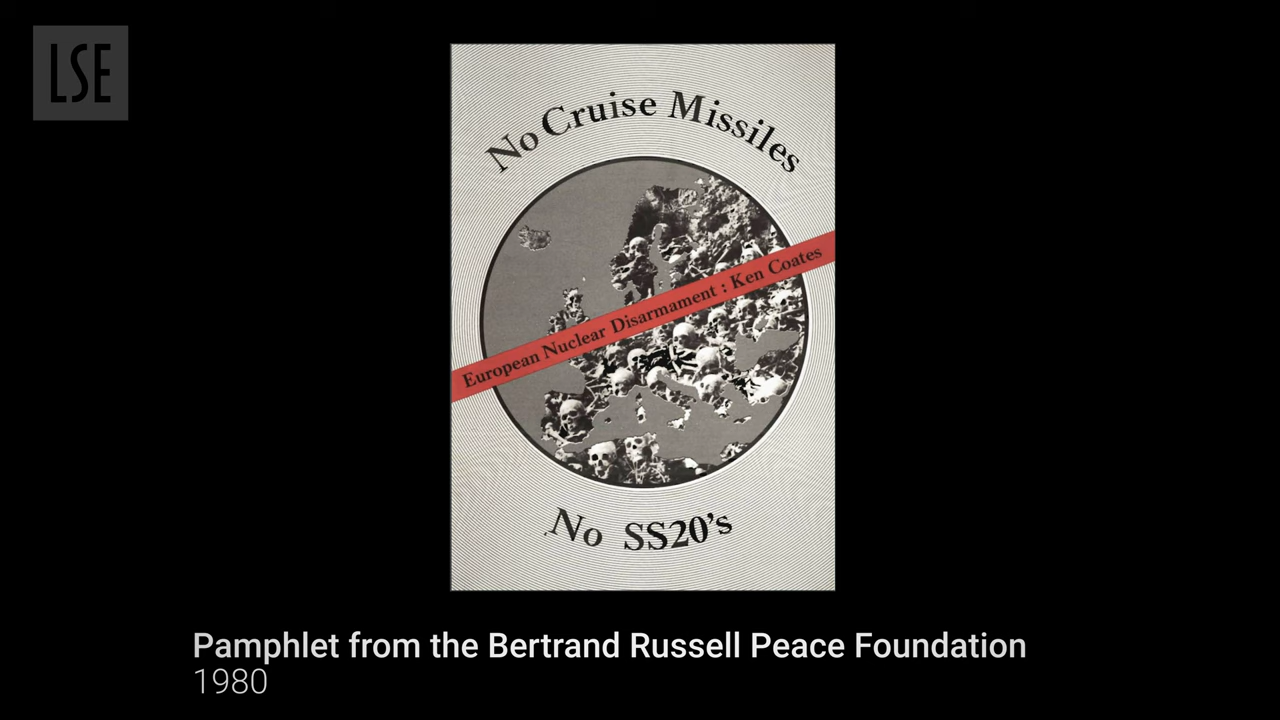 LSE
No Cruise Missiles
European Nuclear Disarmament : Ken Coates
No SS20's
Pamphlet from the Bertrand Russell Peace Foundation
1980